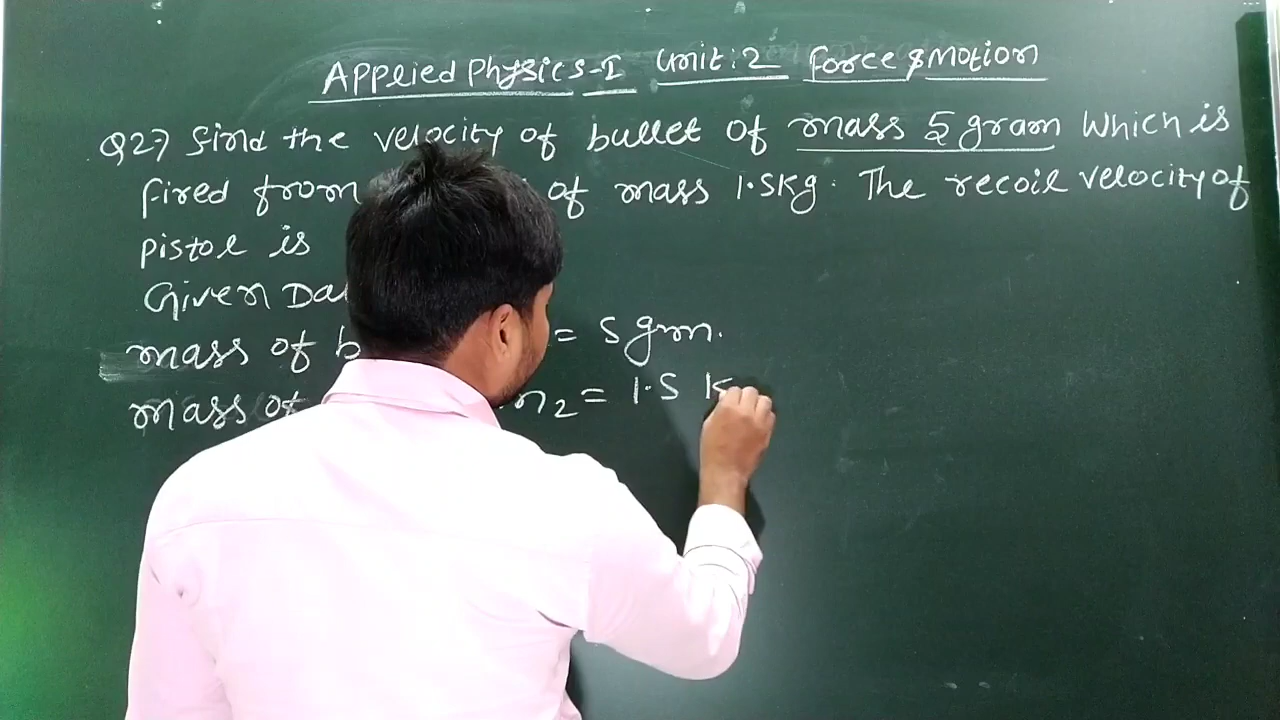 Applied Physics-I Unit:2 Force & Motion
Q27 Find the velocity of bullet of mass 5 gram Which is
fired from of mass 1.5Kg. The recoil velocity of
pistol is
Given
mass of = 5 gm.
mass of m2 = 1.5 K